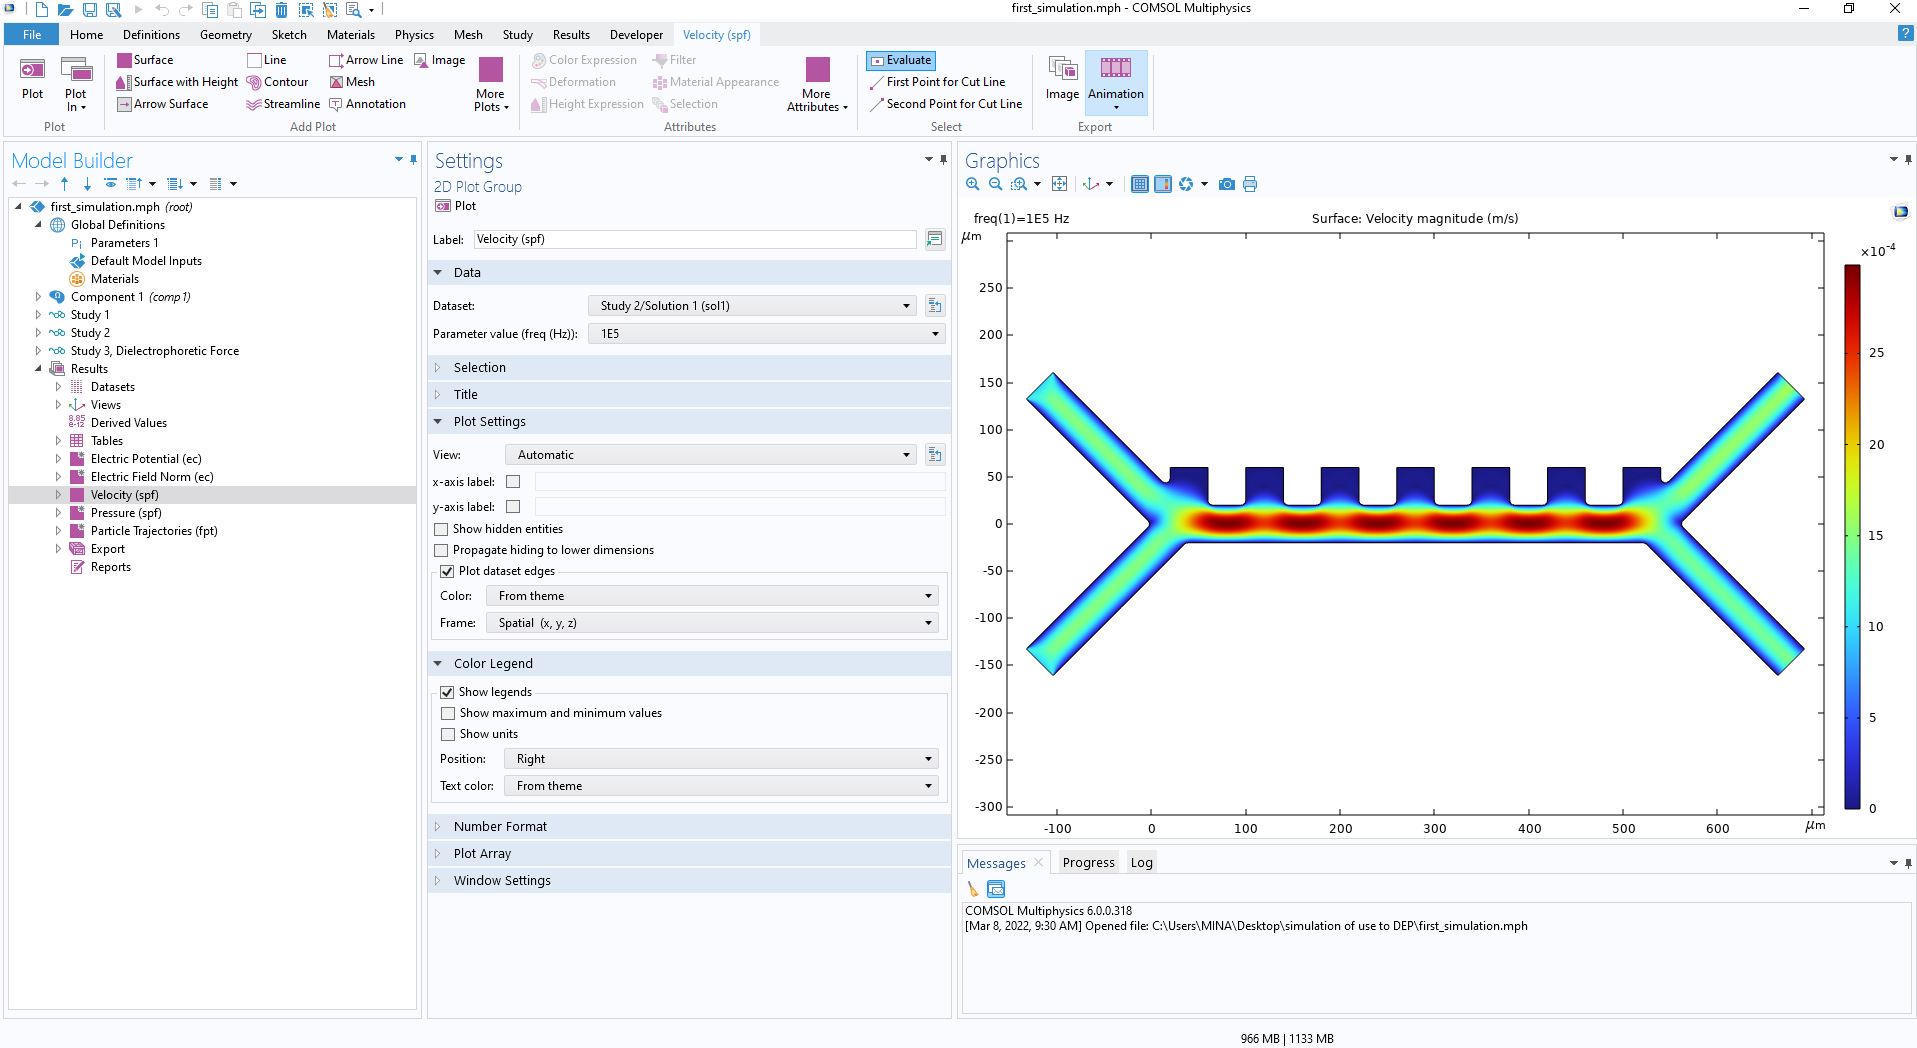 first_simulation.mph - COMSOL Multiphysics
File Home Definitions Geometry Sketch Materials Physics Mesh Study Results Developer Velocity (spf) ?
Plot
Plot In
Plot
Surface
Surface with Height
Arrow Surface
Line
Contour
Streamline
Arrow Line
Mesh
Annotation
Image
More Plots
Add Plot
Color Expression
Deformation
Height Expression
Filter
Material Appearance
Selection
More Attributes
Attributes
Evaluate
First Point for Cut Line
Second Point for Cut Line
Select
Image
Animation
Export
Model Builder
first_simulation.mph (root)
Global Definitions
Pi Parameters 1
Default Model Inputs
Materials
Component 1 (comp1)
Study 1
Study 2
Study 3, Dielectrophoretic Force
Results
Datasets
Views
8.85
e-12
Derived Values
Tables
Electric Potential (ec)
Electric Field Norm (ec)
Velocity (spf)
Pressure (spf)
Particle Trajectories (fpt)
Export
Reports
Settings
2D Plot Group
Plot
Label: Velocity (spf)
Data
Dataset: Study 2/Solution 1 (sol1)
Parameter value (freq (Hz)): 1E5
Selection
Title
Plot Settings
View: Automatic
x-axis label:
y-axis label:
Show hidden entities
Propagate hiding to lower dimensions
Plot dataset edges
Color: From theme
Frame: Spatial (x, y, z)
Color Legend
Show legends
Show maximum and minimum values
Show units
Position: Right
Text color: From theme
Number Format
Plot Array
Window Settings
Graphics
freq(1)=1E5 Hz Surface: Velocity magnitude (m/s)
μm
×10⁻⁴
250
200
150
100
50
0
-50
-100
-150
-200
-250
-300
-100 0 100 200 300 400 500 600 μm
25
20
15
10
5
0
Messages Progress Log
COMSOL Multiphysics 6.0.0.318
[Mar 8, 2022, 9:30 AM] Opened file: C:\Users\MINA\Desktop\simulation of use to DEP\first_simulation.mph
966 MB | 1133 MB